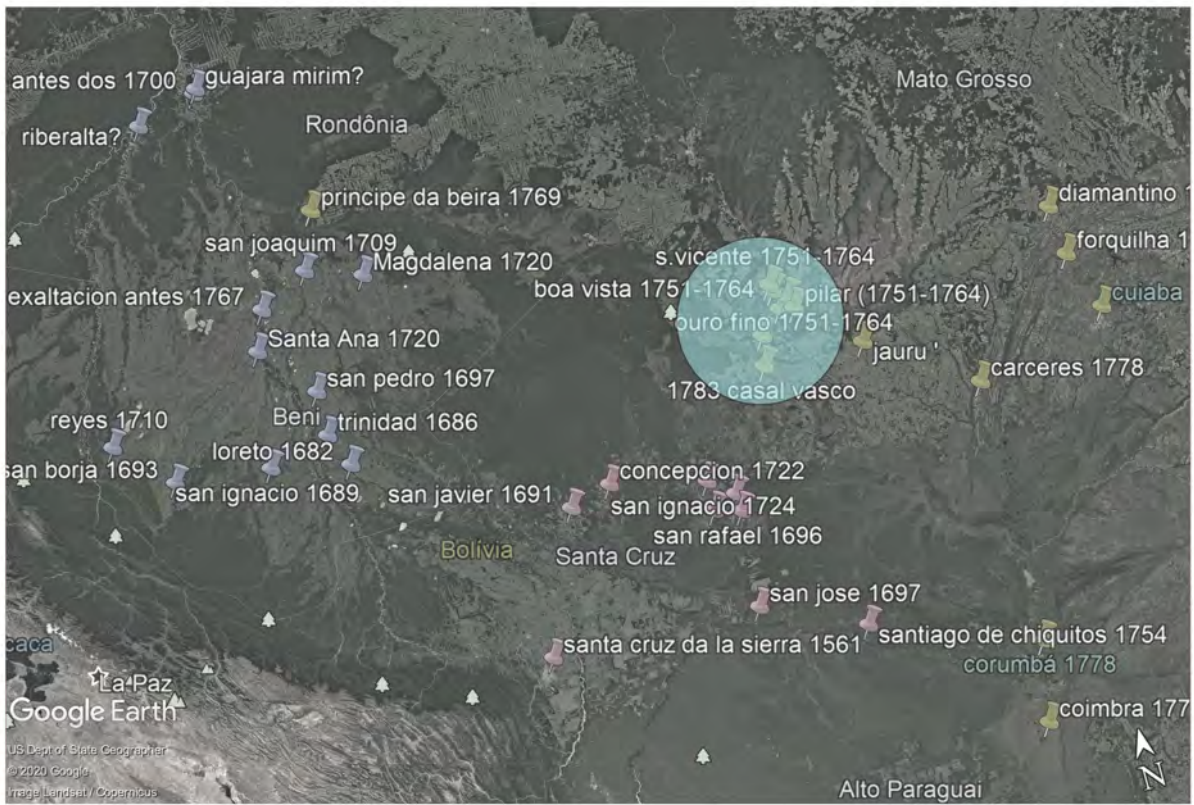 Mato Grosso
antes dos 1700
guajara mirim?
riberalta?
Rondônia
principe da beira 1769
diamantino 1
san joaquim 1709
forquilha 1
Magdalena 1720
s.vicente 1751-1764
exaltacion antes 1767
boa vista 1751-1764
pilar (1751-1764)
cuiaba
ouro fino 1751-1764
Santa Ana 1720
jauru '
san pedro 1697
carceres 1778
1783 casal vasco
reyes 1710
Beni
trinidad 1686
loreto 1682
san borja 1693
concepcion 1722
san ignacio 1689
san javier 1691
san ignacio 1724
san rafael 1696
Bolívia
Santa Cruz
san jose 1697
santiago de chiquitos 1754
caca
santa cruz da la sierra 1561
corumbá 1778
La Paz
Google Earth
coimbra 177
US Dept of State Geographer
© 2020 Google
Image Landsat / Copernicus
N
Alto Paraguai